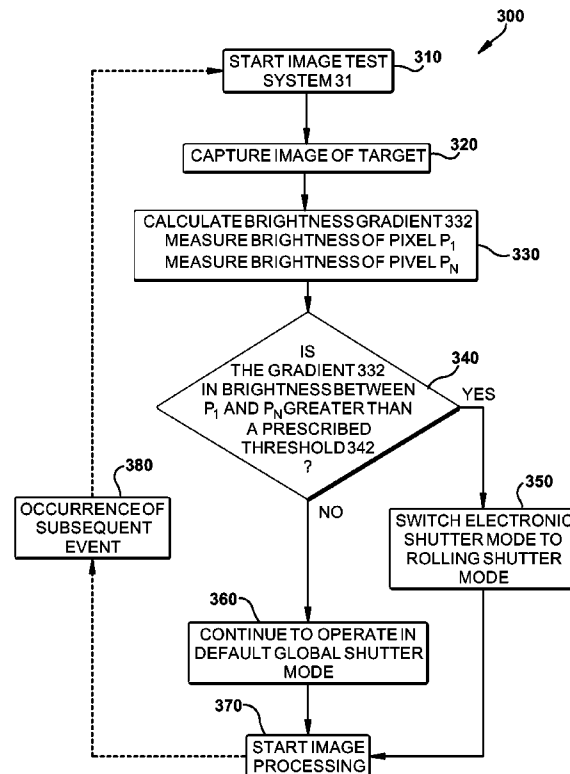 300
START IMAGE TEST
SYSTEM 31
310
CAPTURE IMAGE OF TARGET
320
CALCULATE BRIGHTNESS GRADIENT 332
MEASURE BRIGHTNESS OF PIXEL P1
MEASURE BRIGHTNESS OF PIVEL PN
330
IS
THE GRADIENT 332
IN BRIGHTNESS BETWEEN
P1 AND PN GREATER THAN
A PRESCRIBED
THRESHOLD 342
?
340
YES
NO
380
OCCURRENCE OF
SUBSEQUENT
EVENT
350
SWITCH ELECTRONIC
SHUTTER MODE TO
ROLLING SHUTTER
MODE
360
CONTINUE TO OPERATE IN
DEFAULT GLOBAL SHUTTER
MODE
370
START IMAGE
PROCESSING